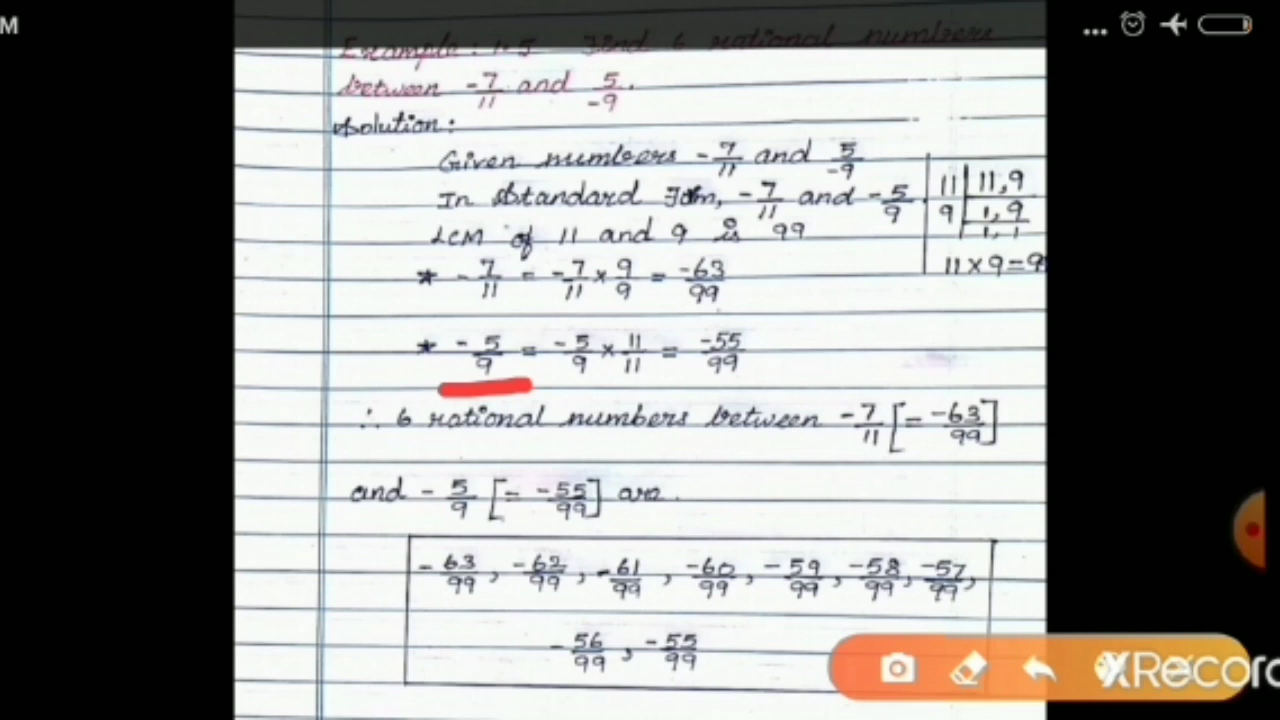 M
Example: 1.5 Find 6 rational numbers
between -7/11 and 5/-9.
Solution:
Given numbers -7/11 and 5/-9
In Standard Form, -7/11 and -5/9.
LCM of 11 and 9 is 99
11 | 11, 9
9 | 1, 9
1, 1
11 × 9 = 9
* -7/11 = -7/11 × 9/9 = -63/99
* -5/9 = -5/9 × 11/11 = -55/99
∴ 6 rational numbers between -7/11 [= -63/99]
and -5/9 [= -55/99] are.
-63/99, -62/99, -61/99, -60/99, -59/99, -58/99, -57/99,
-56/99, -55/99
XRecord